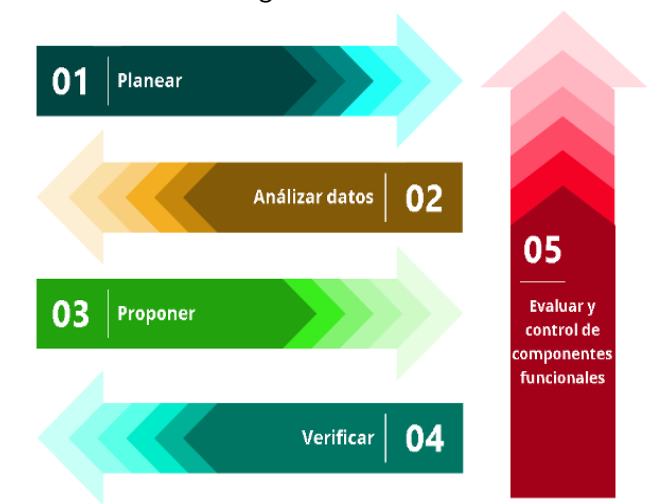 01 Planear
Análizar datos 02
03 Proponer
Verificar 04
05
Evaluar y
control de
componentes
funcionales